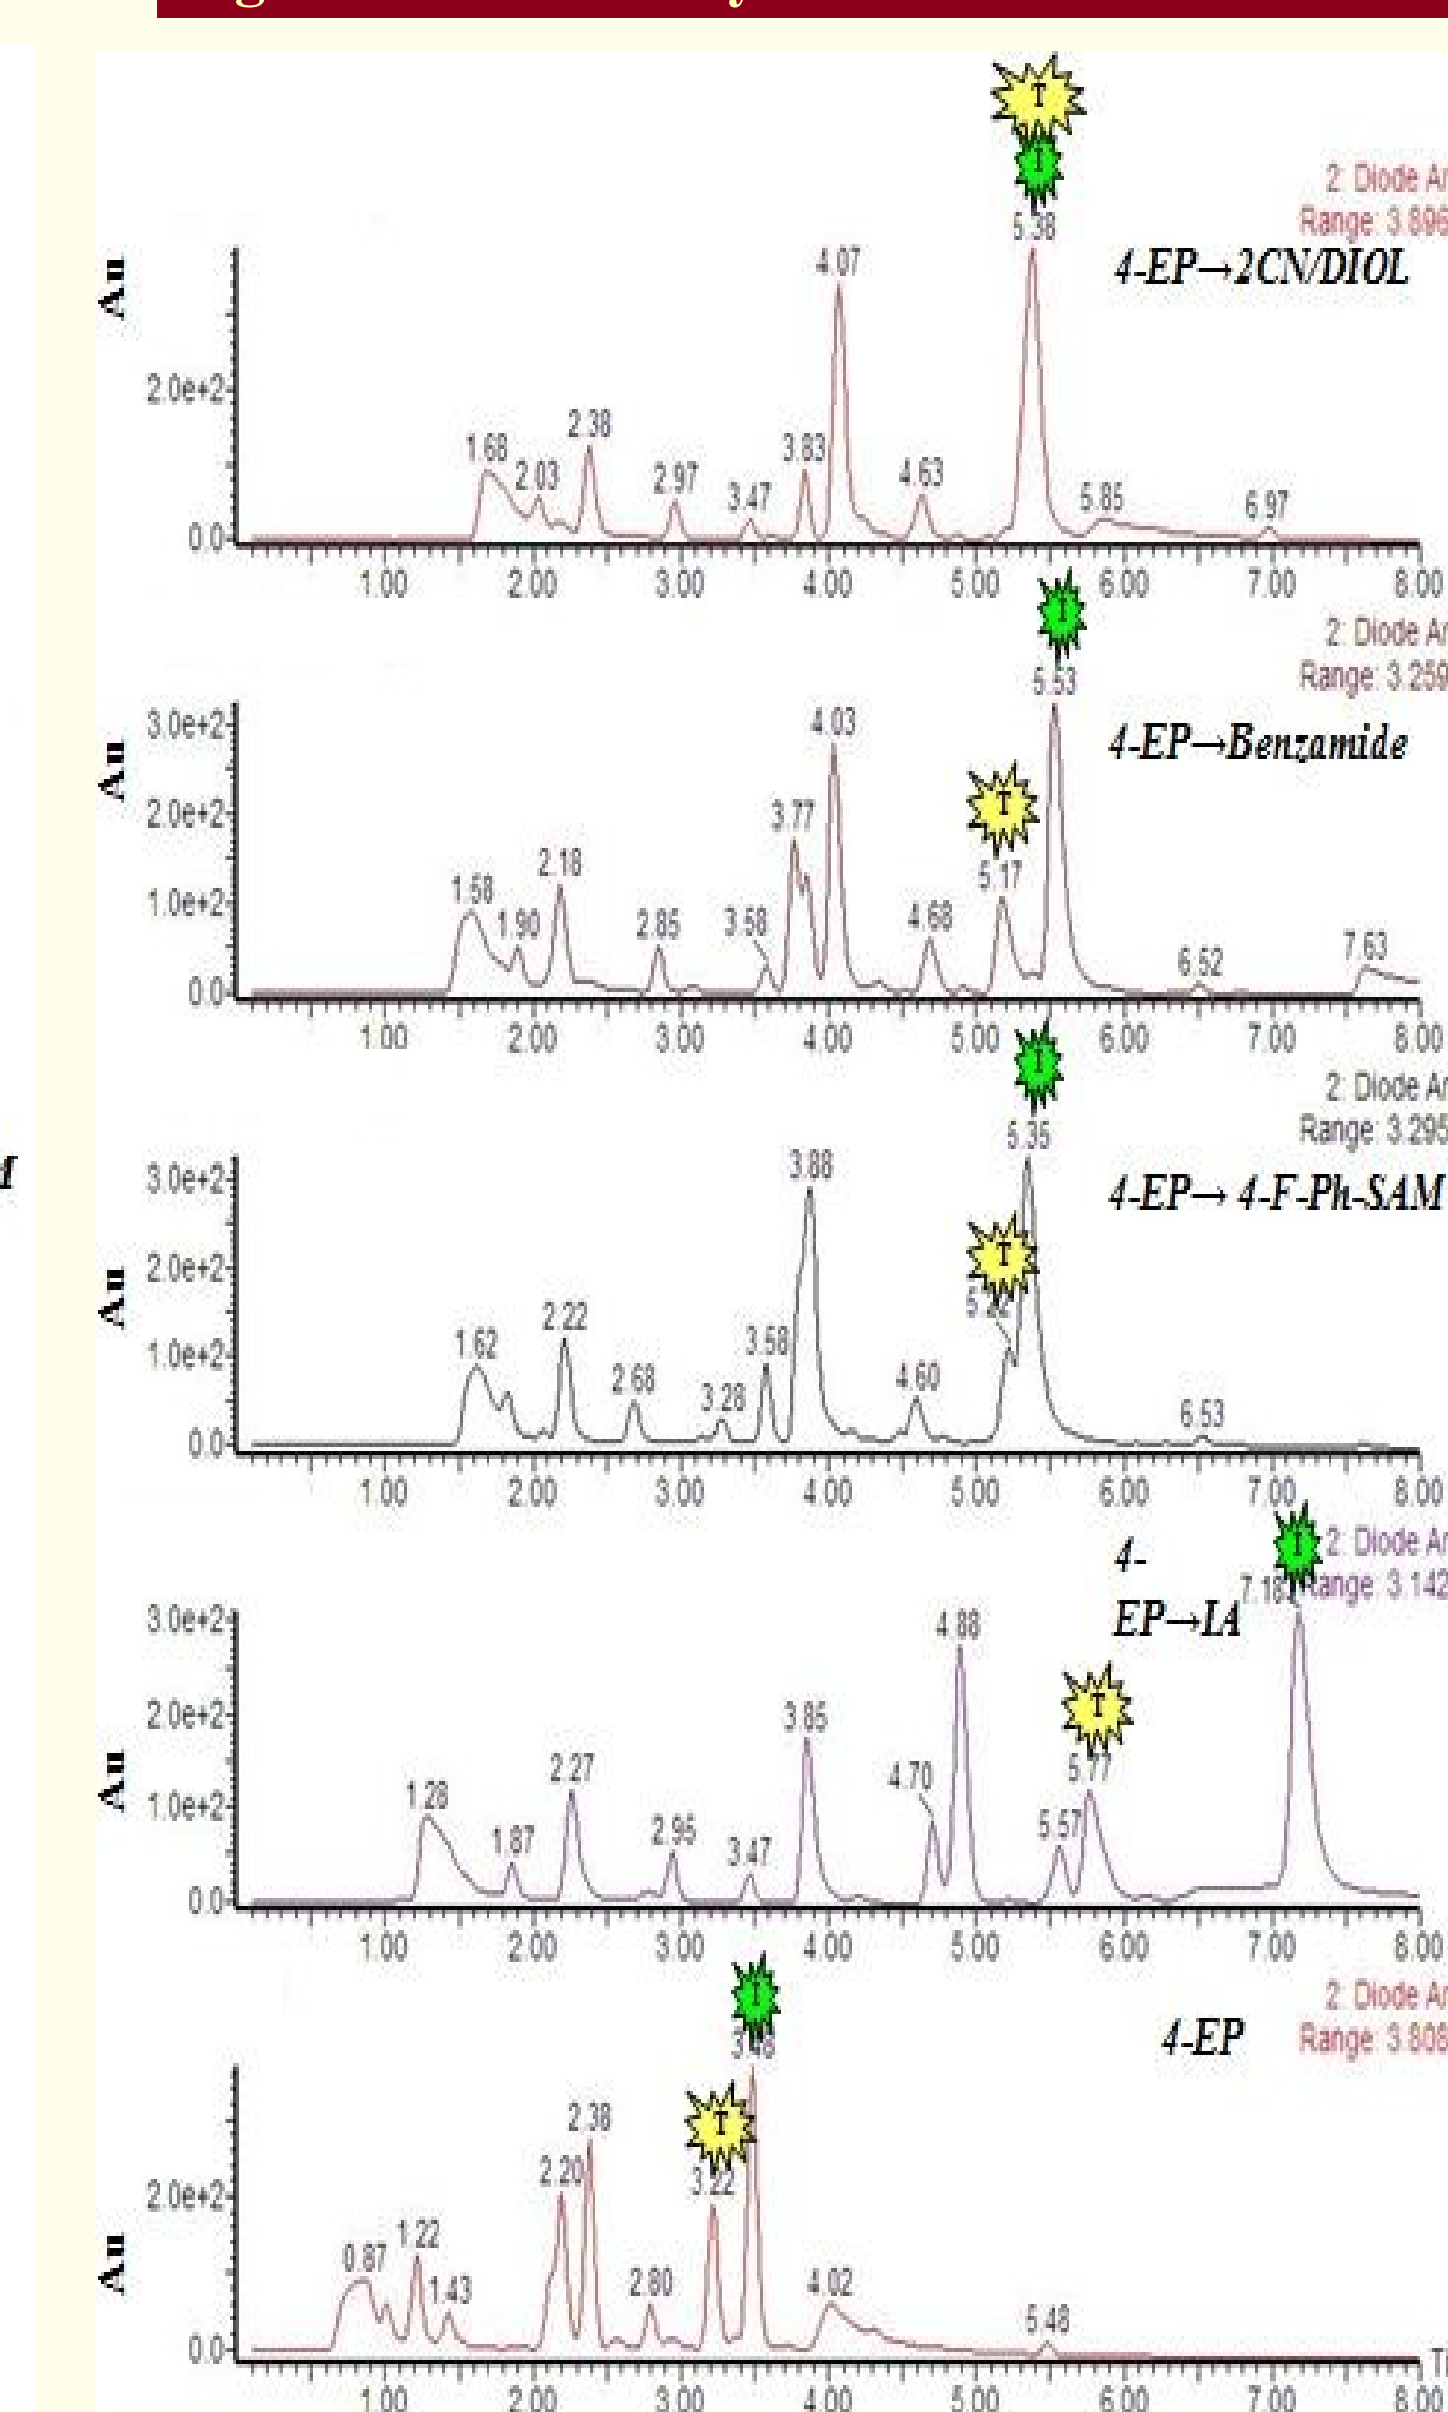 T
T
2: Diode Ar
5.38
Range: 3.896
4.07
4-EP→2CN/DIOL
Au
2.0e+2
2.38
1.68
2.03
2.97
3.47
3.83
4.63
5.85
6.97
0.0
1.00 2.00 3.00 4.00 5.00 6.00 7.00 8.00
T
2: Diode Ar
5.53
Range: 3.259
3.0e+2
4.03
4-EP→Benzamide
Au
T
2.0e+2
3.77
2.18
5.17
1.58
1.0e+2
1.90
2.85
3.58
4.68
6.52
7.63
0.0
1.00 2.00 3.00 4.00 5.00 6.00 7.00 8.00
T
2: Diode Ar
5.35
Range: 3.295
3.0e+2
3.88
4-EP→ 4-F-Ph-SAM
Au
T
2.0e+2
2.22
1.62
1.0e+2
2.68
3.28
3.58
4.60
6.53
0.0
1.00 2.00 3.00 4.00 5.00 6.00 7.00 8.00
T
2: Diode Ar
4-
7.18
Range: 3.142
EP→IA
3.0e+2
4.88
Au
T
2.0e+2
3.85
2.27
4.70
5.77
1.28
1.0e+2
1.87
2.95
3.47
5.57
0.0
1.00 2.00 3.00 4.00 5.00 6.00 7.00 8.00
T
2: Diode Ar
3.48
4-EP
Range: 3.808
T
2.38
2.20
3.22
2.0e+2
Au
1.22
0.87
1.43
2.80
4.02
5.48
0.0
1.00 2.00 3.00 4.00 5.00 6.00 7.00 8.00